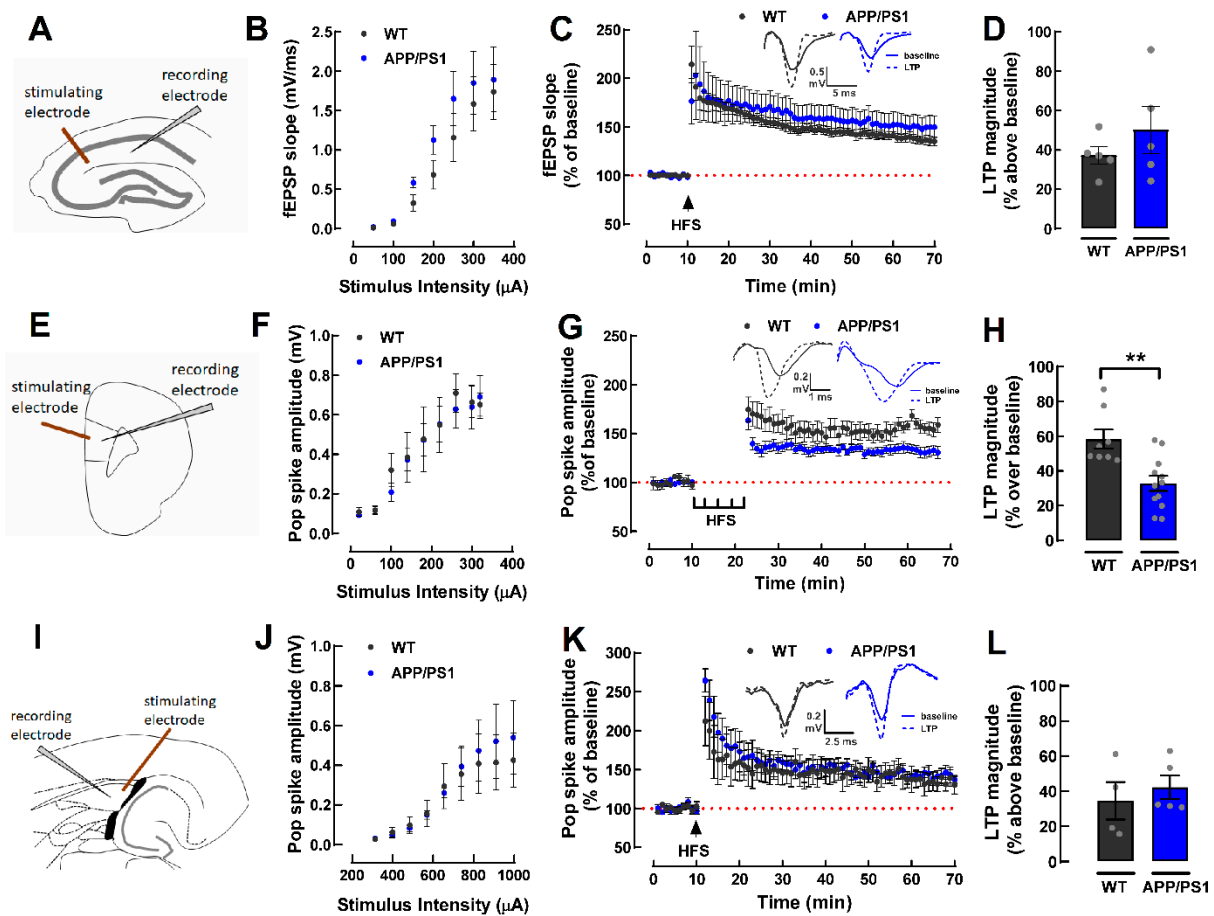 A
stimulating
electrode
recording
electrode
B
WT
APP/PS1
fEPSP slope (mV/ms)
2.5
2.0
1.5
1.0
0.5
0.0
0 100 200 300 400
Stimulus Intensity (μA)
C
WT APP/PS1
baseline
LTP
0.5
mV
5 ms
fEPSP slope
(% of baseline)
250
200
150
100
50
HFS
0 10 20 30 40 50 60 70
Time (min)
D
LTP magnitude
(% above baseline)
100
80
60
40
20
0
WT APP/PS1
E
stimulating
electrode
recording
electrode
F
WT
APP/PS1
Pop spike amplitude (mV)
1.0
0.8
0.6
0.4
0.2
0.0
0 100 200 300 400
Stimulus Intensity (μA)
G
WT APP/PS1
0.2
mV
1 ms
baseline
LTP
Pop spike amplitude
(%of baseline)
250
200
150
100
50
HFS
0 10 20 30 40 50 60 70
Time (min)
H
**
LTP magnitude
(% over baseline)
100
80
60
40
20
0
WT APP/PS1
I
recording
electrode
stimulating
electrode
J
WT
APP/PS1
Pop spike amplitude (mV)
1.0
0.8
0.6
0.4
0.2
0.0
200 400 600 800 1000
Stimulus Intensity (μA)
K
WT APP/PS1
0.2
mV
2.5 ms
baseline
LTP
Pop spike amplitude
(% of baseline)
300
250
200
150
100
50
HFS
0 10 20 30 40 50 60 70
Time (min)
L
LTP magnitude
(% above baseline)
100
80
60
40
20
0
WT APP/PS1